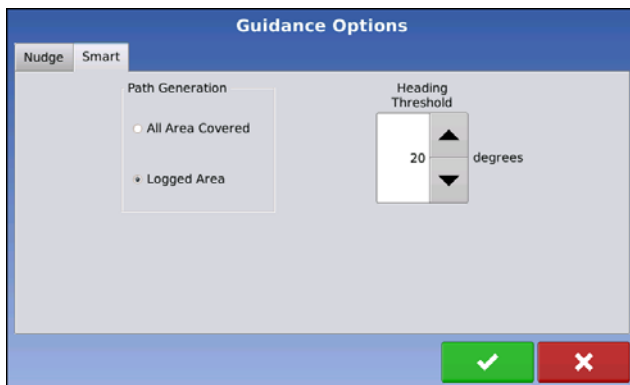 Guidance Options
Nudge
Smart
Path Generation
All Area Covered
Logged Area
Heading
Threshold
20
degrees